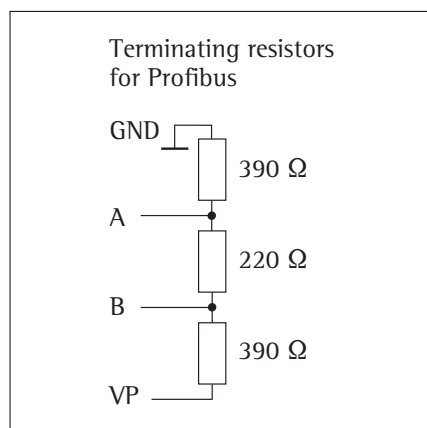 Terminating resistors
for Profibus
GND
390 Ω
A
220 Ω
B
390 Ω
VP